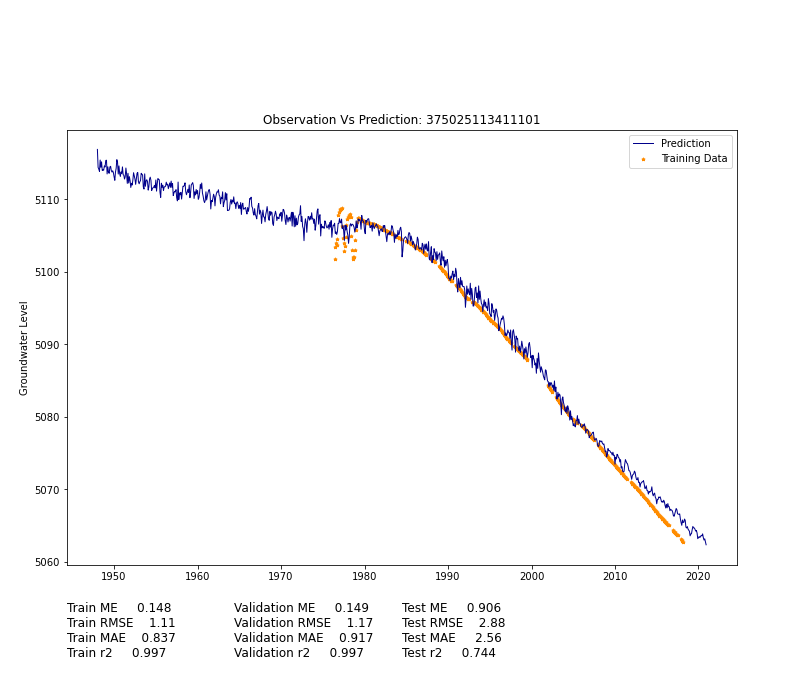 Observation Vs Prediction: 375025113411101
Prediction
Training Data
Groundwater Level
5110
5100
5090
5080
5070
5060
1950 1960 1970 1980 1990 2000 2010 2020
Train ME 0.148 Validation ME 0.149 Test ME 0.906
Train RMSE 1.11 Validation RMSE 1.17 Test RMSE 2.88
Train MAE 0.837 Validation MAE 0.917 Test MAE 2.56
Train r2 0.997 Validation r2 0.997 Test r2 0.744